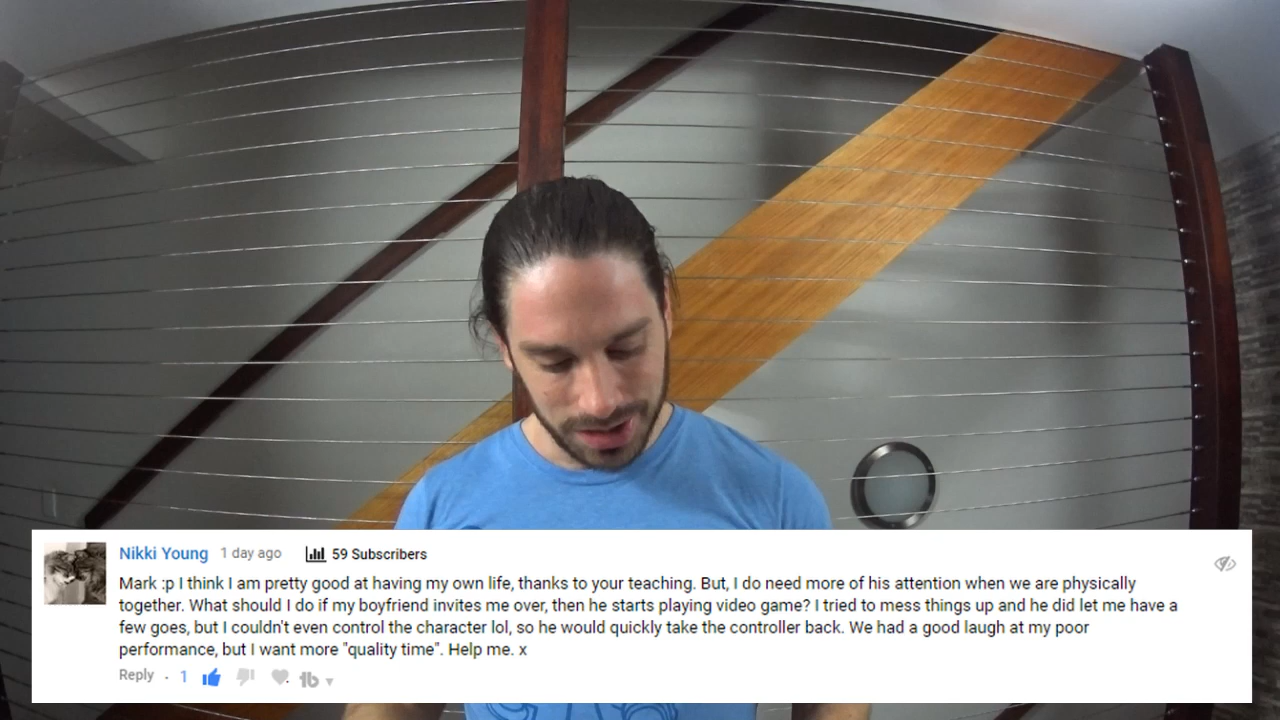 Nikki Young 1 day ago 59 Subscribers
Mark :p I think I am pretty good at having my own life, thanks to your teaching. But, I do need more of his attention when we are physically
together. What should I do if my boyfriend invites me over, then he starts playing video game? I tried to mess things up and he did let me have a
few goes, but I couldn't even control the character lol, so he would quickly take the controller back. We had a good laugh at my poor
performance, but I want more "quality time". Help me. x
Reply · 1 tb